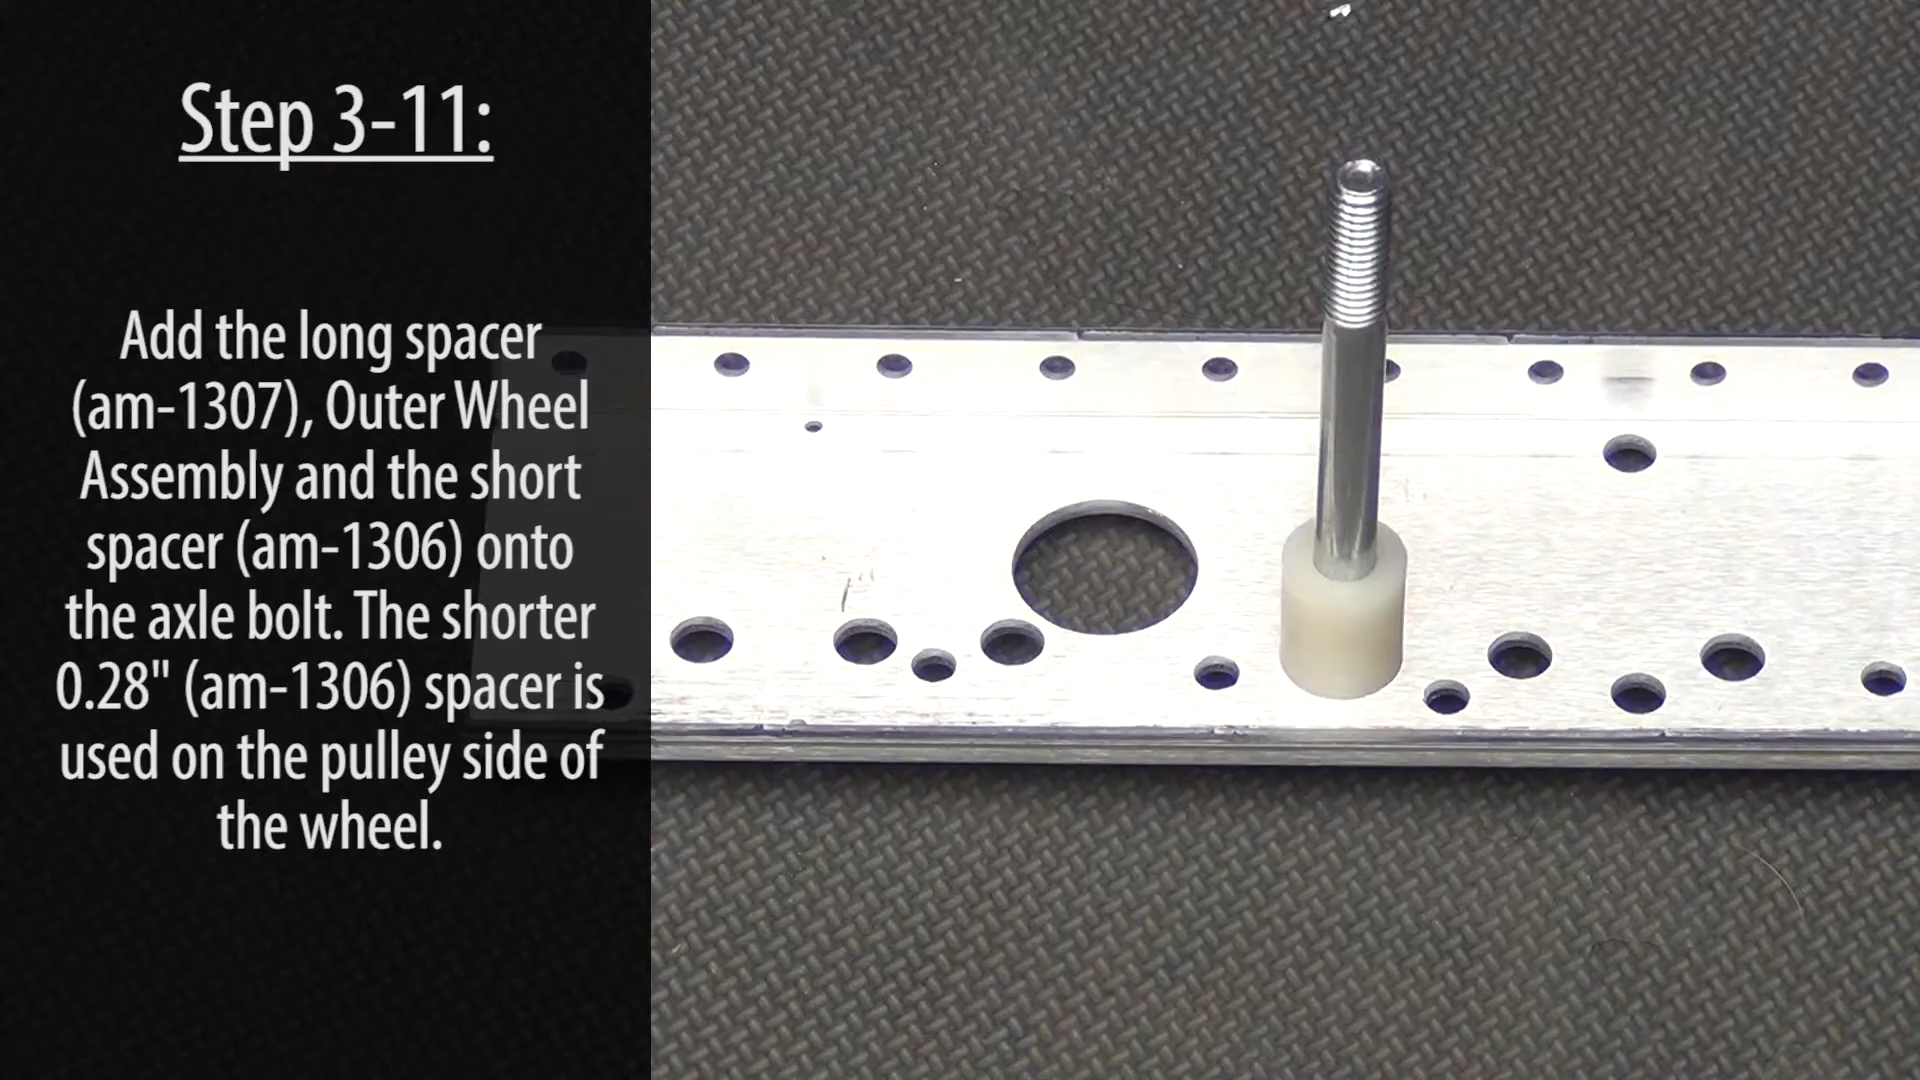 Step 3-11:
Add the long spacer
(am-1307), Outer Wheel
Assembly and the short
spacer (am-1306) onto
the axle bolt. The shorter
0.28" (am-1306) spacer is
used on the pulley side of
the wheel.